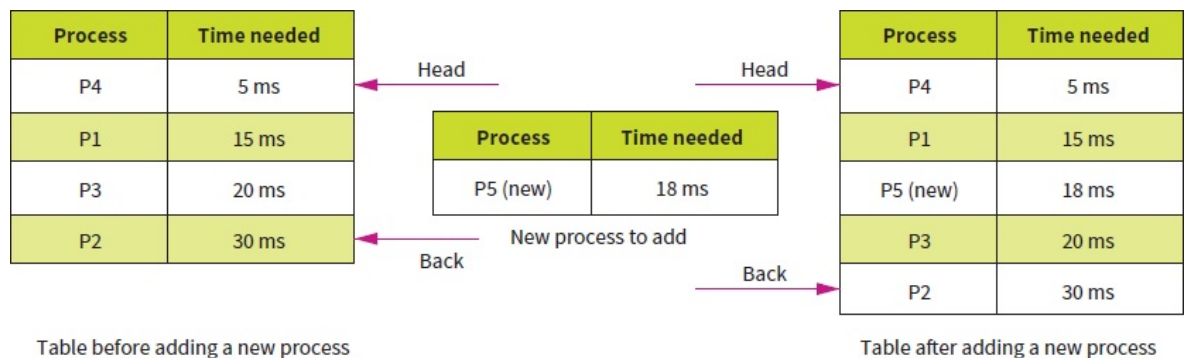 Process Time needed
P4 5 ms
P1 15 ms
P3 20 ms
P2 30 ms
Head
Back
Process Time needed
P5 (new) 18 ms
New process to add
Head
Back
Process Time needed
P4 5 ms
P1 15 ms
P5 (new) 18 ms
P3 20 ms
P2 30 ms
Table before adding a new process
Table after adding a new process